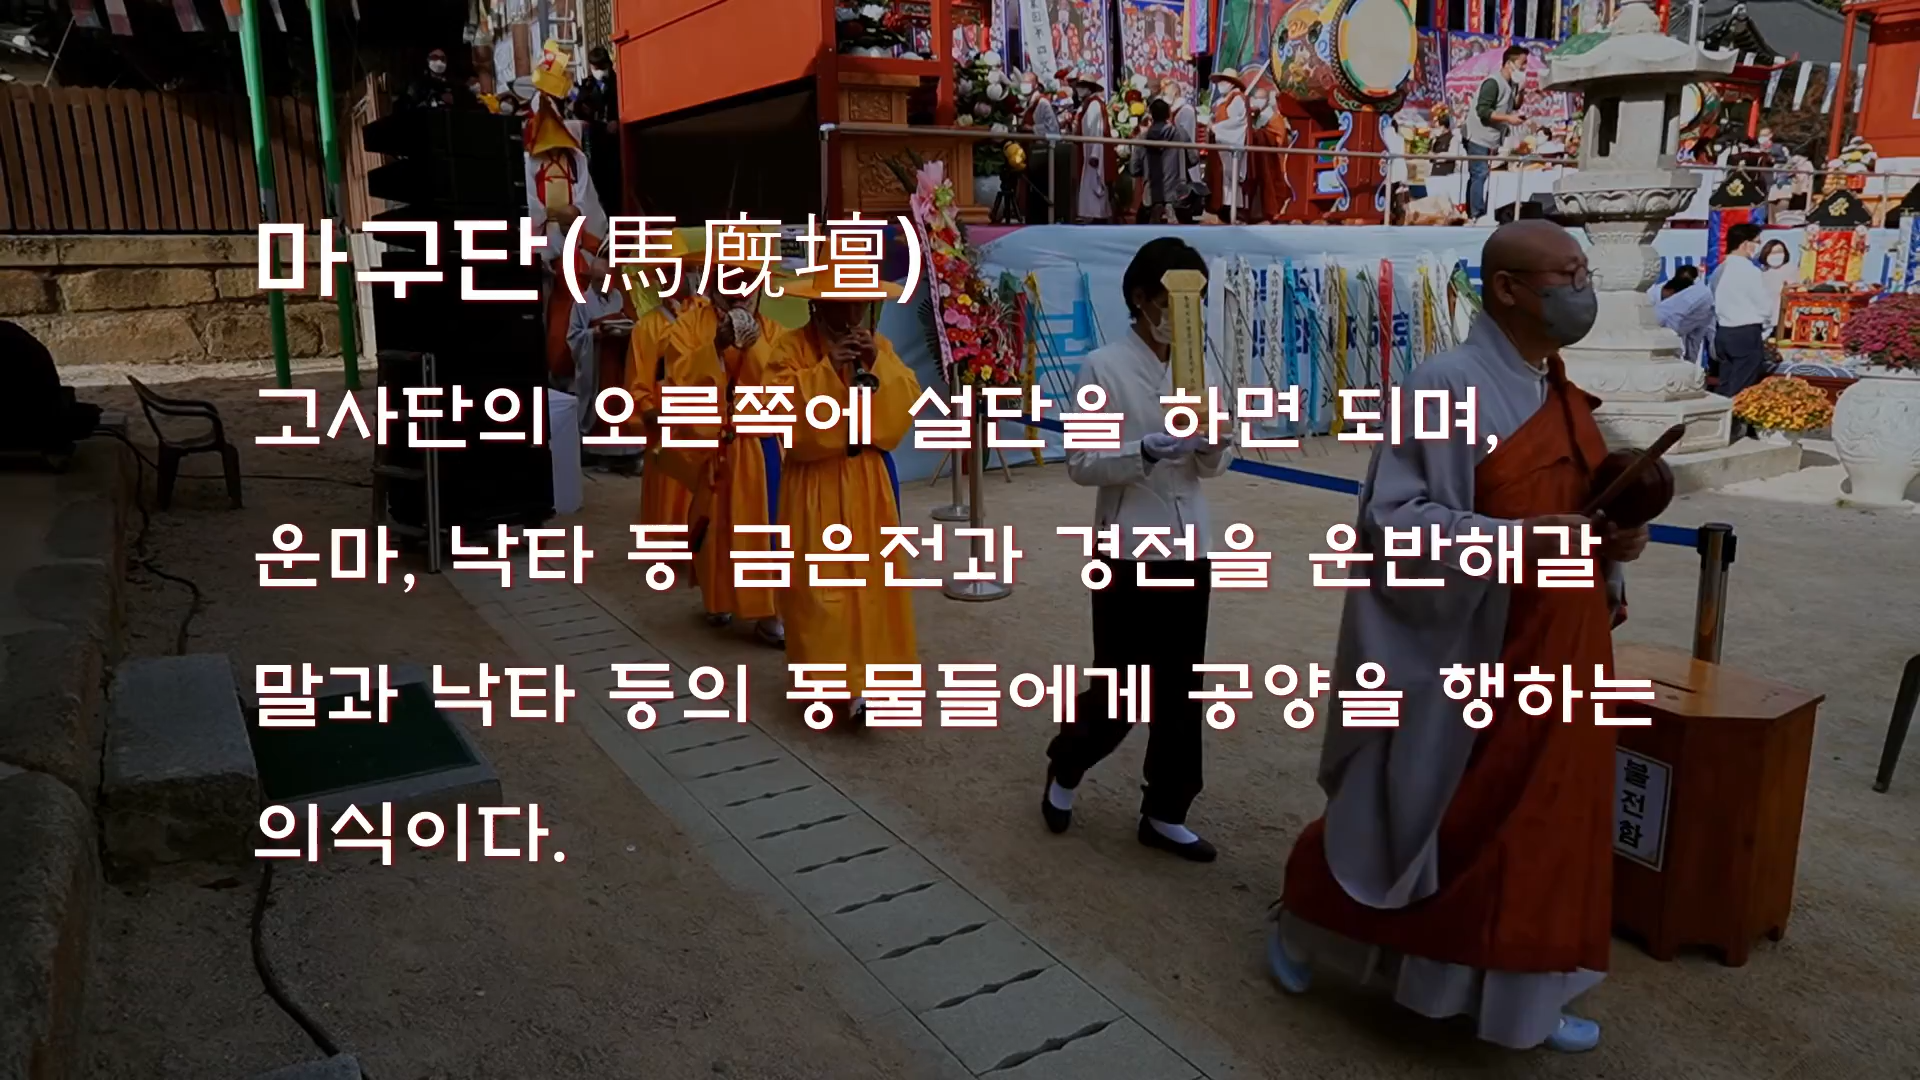 마구단(馬廐壇)
고사단의 오른쪽에 설단을 하면 되며,
운마, 낙타 등 금은전과 경전을 운반해갈
말과 낙타 등의 동물들에게 공양을 행하는
의식이다.
불전함